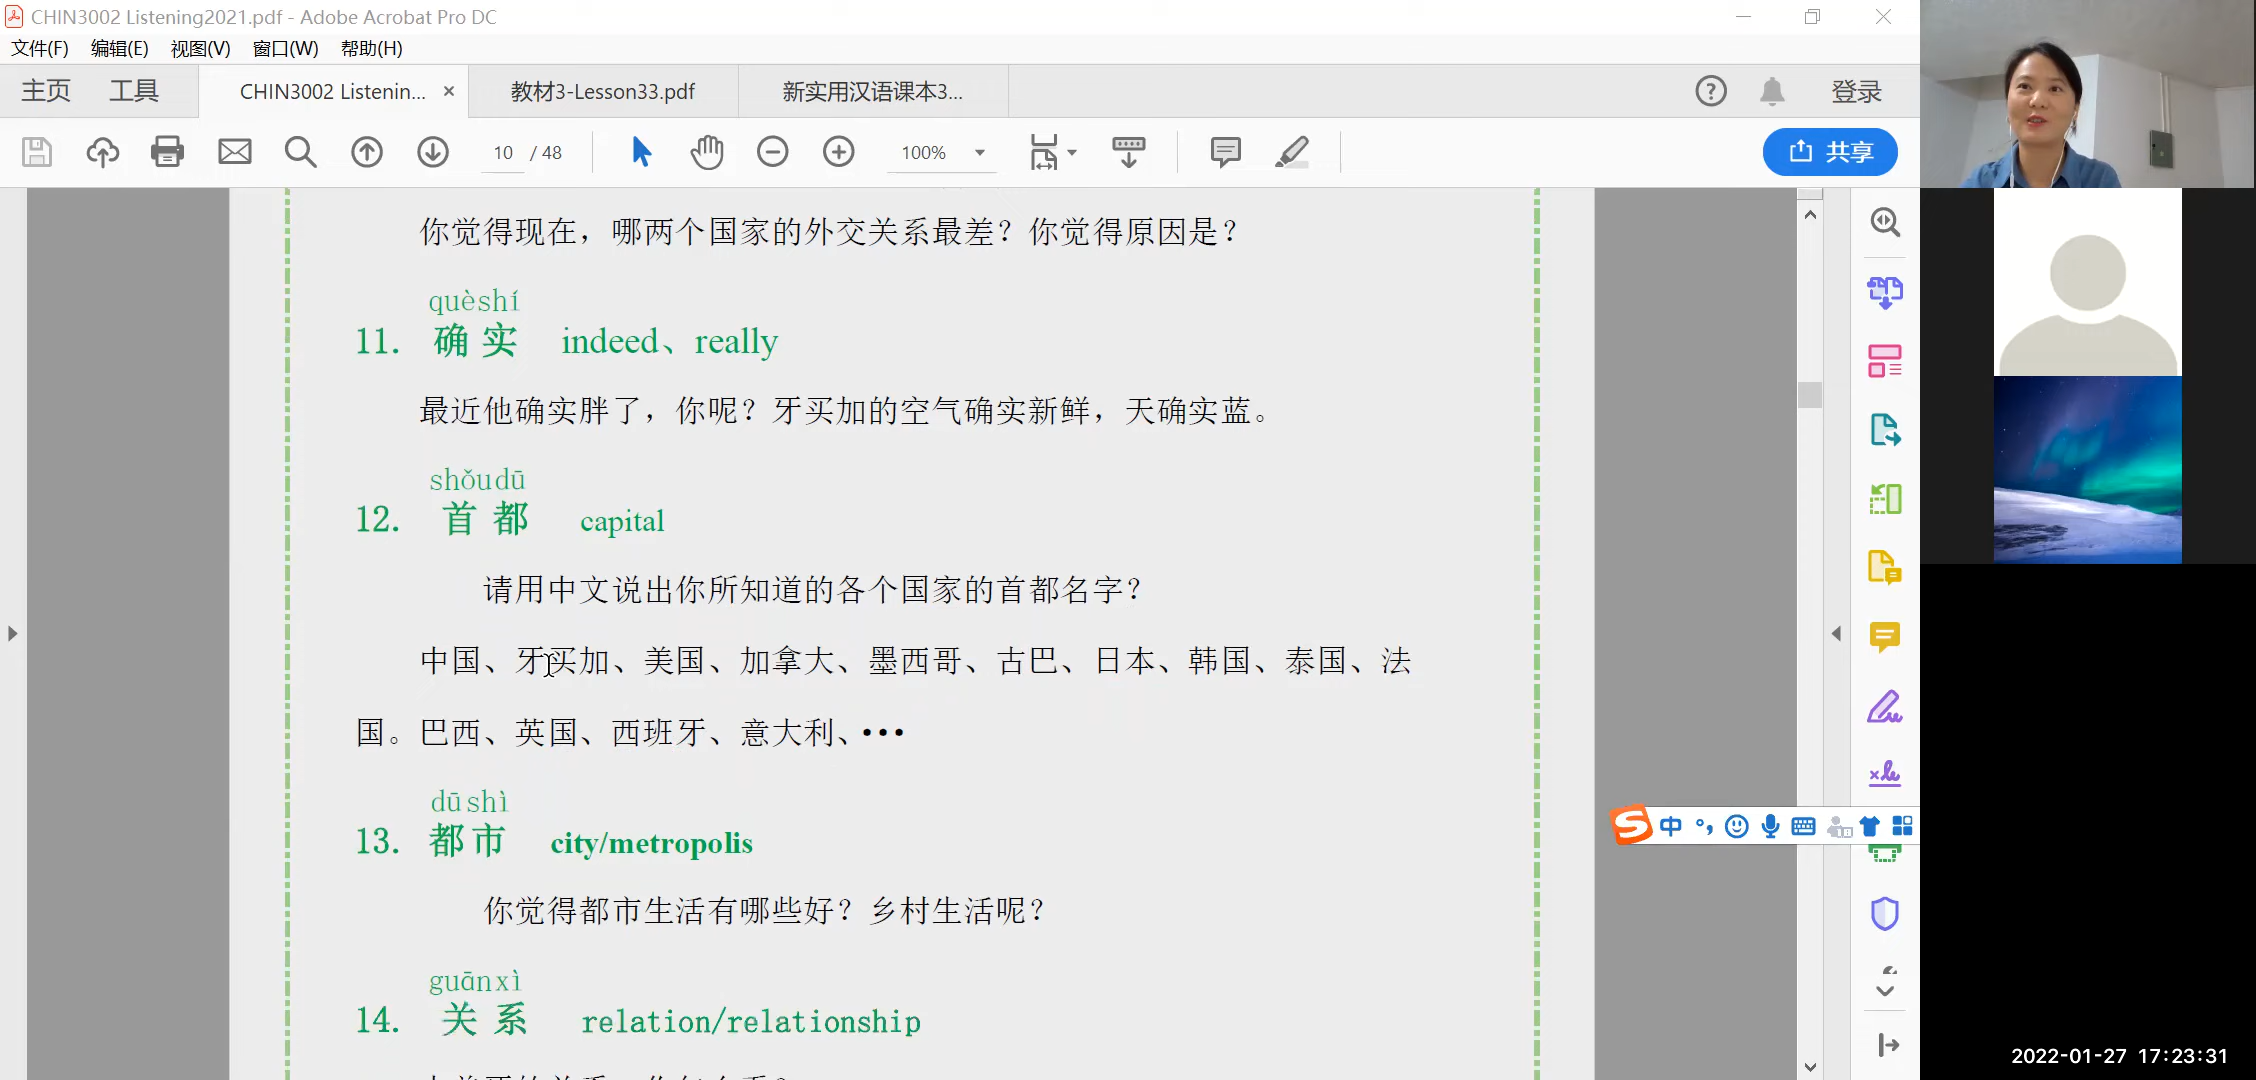 CHIN3002 Listening2021.pdf - Adobe Acrobat Pro DC
文件(F) 编辑(E) 视图(V) 窗口(W) 帮助(H)
主页 工具 CHIN3002 Listenin... × 教材3-Lesson33.pdf 新实用汉语课本3... 登录
10 / 48 100% 共享
你觉得现在，哪两个国家的外交关系最差？你觉得原因是？
quèshí
11. 确实 indeed、really
最近他确实胖了，你呢？牙买加的空气确实新鲜，天确实蓝。
shǒudū
12. 首都 capital
请用中文说出你所知道的各个国家的首都名字？
中国、牙买加、美国、加拿大、墨西哥、古巴、日本、韩国、泰国、法
国。巴西、英国、西班牙、意大利、•••
dūshì
13. 都市 city/metropolis
中
你觉得都市生活有哪些好？乡村生活呢？
guānxì
14. 关系 relation/relationship
2022-01-27 17:23:31